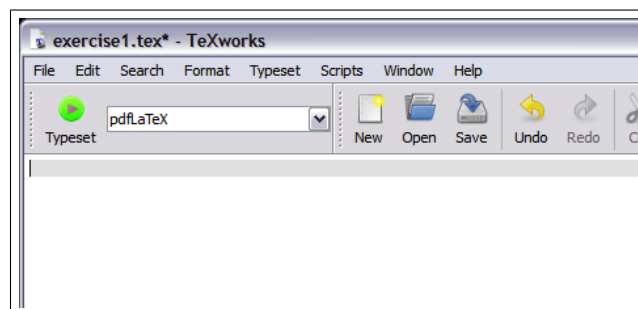 exercise1.tex* - TeXworks
File Edit Search Format Typeset Scripts Window Help
pdfLaTeX
Typeset New Open Save Undo Redo